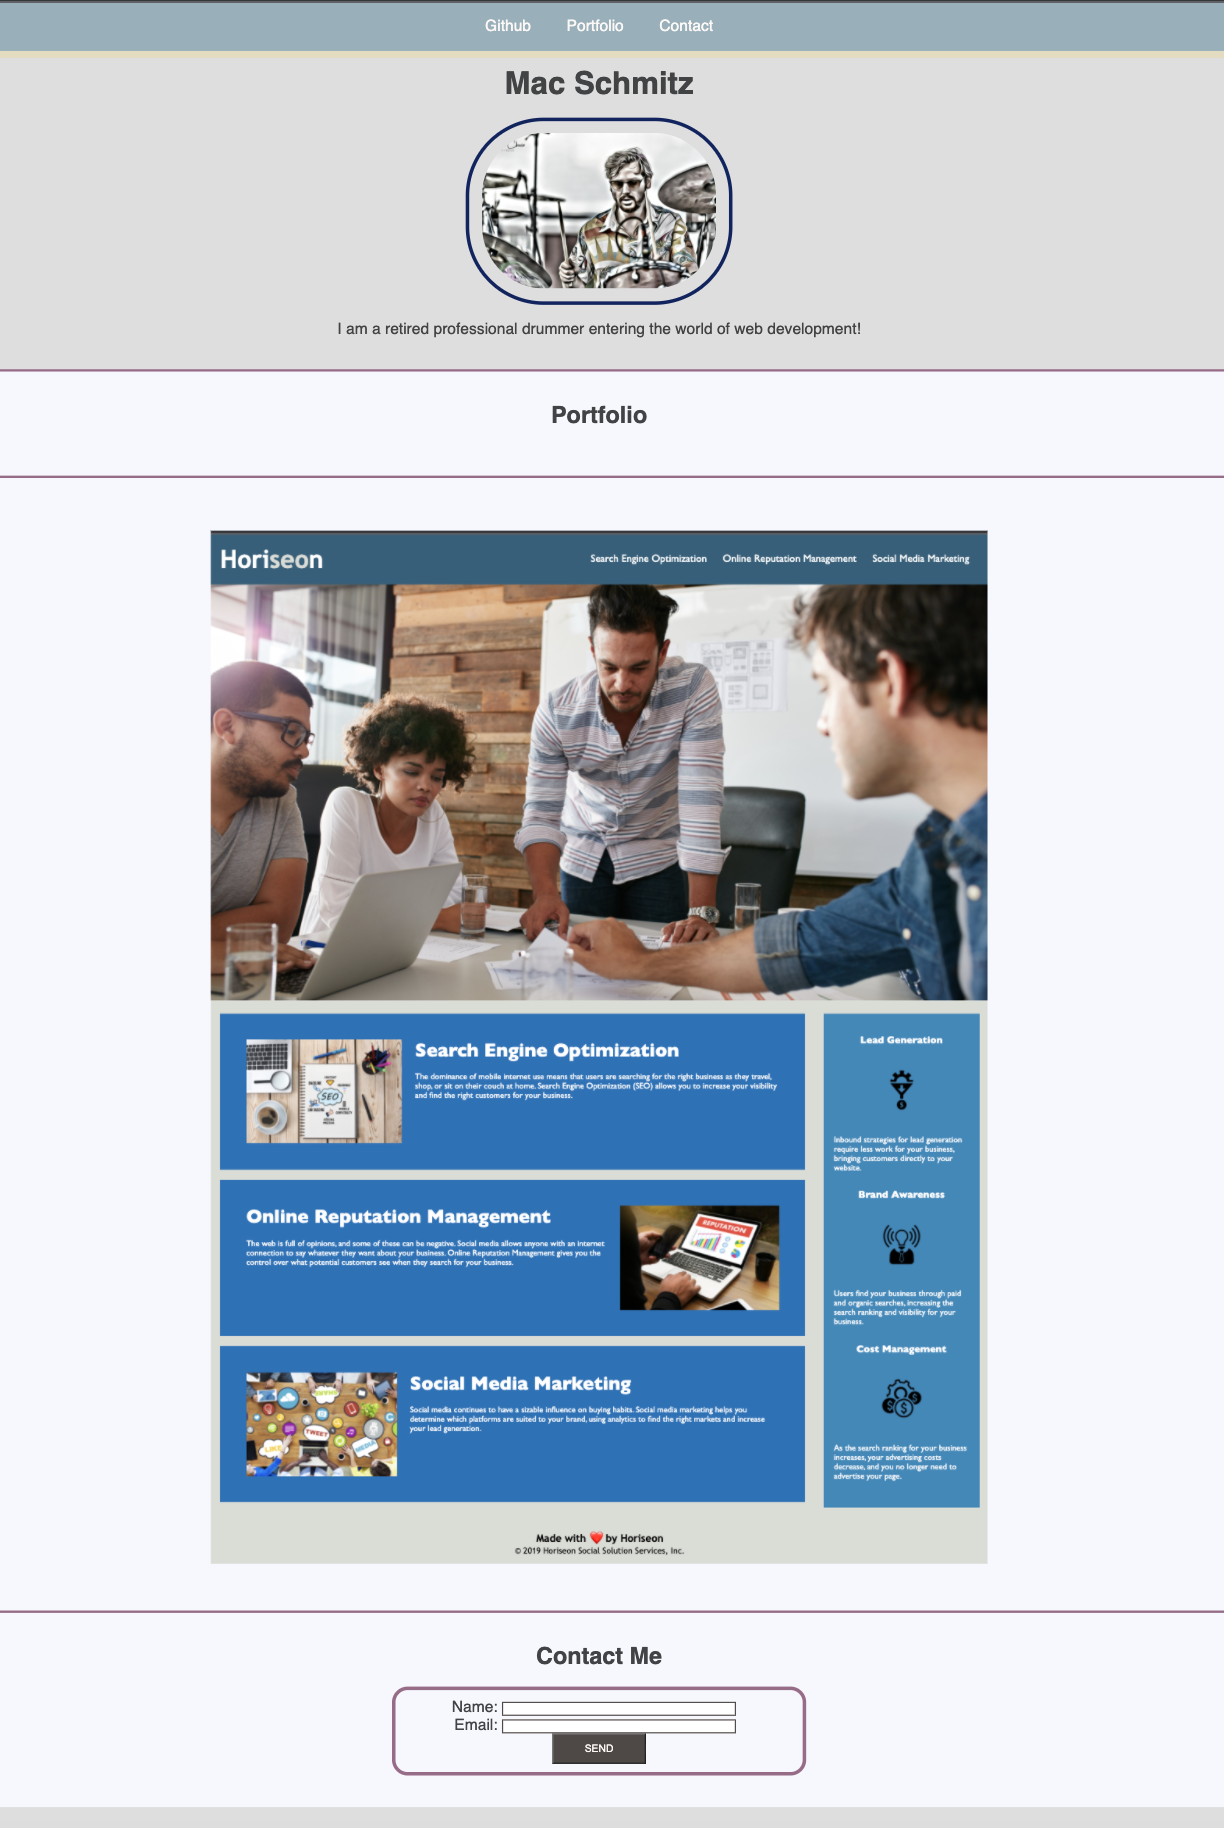 Github Portfolio Contact
Mac Schmitz
I am a retired professional drummer entering the world of web development!
Portfolio
Horiseon
Search Engine Optimization Online Reputation Management Social Media Marketing
Search Engine Optimization
The dominance of mobile internet use means that users are searching for the right business as they travel,
shop, or sit on their couch at home. Search Engine Optimization (SEO) allows you to increase your visibility
and find the right customers for your business.
SEO
Online Reputation Management
The web is full of opinions, and some of these can be negative. Social media allows anyone with an internet
connection to say whatever they want about your business. Online Reputation Management gives you the
control over what potential customers see when they search for your business.
REPUTATION
Social Media Marketing
Social media continues to have a sizable influence on buying habits. Social media marketing helps you
determine which platforms are suited to your brand, using analytics to find the right markets and increase
your lead generation.
TWEET
LIKE
MEDIA
Lead Generation
Inbound strategies for lead generation
require less work for your business,
bringing customers directly to your
website.
Brand Awareness
Users find your business through paid
and organic searches, increasing the
search ranking and visibility for your
business.
Cost Management
As the search ranking for your business
increases, your advertising costs
decrease, and you no longer need to
advertise your page.
Made with ❤️ by Horiseon
© 2019 Horiseon Social Solution Services, Inc.
Contact Me
Name:
Email:
SEND